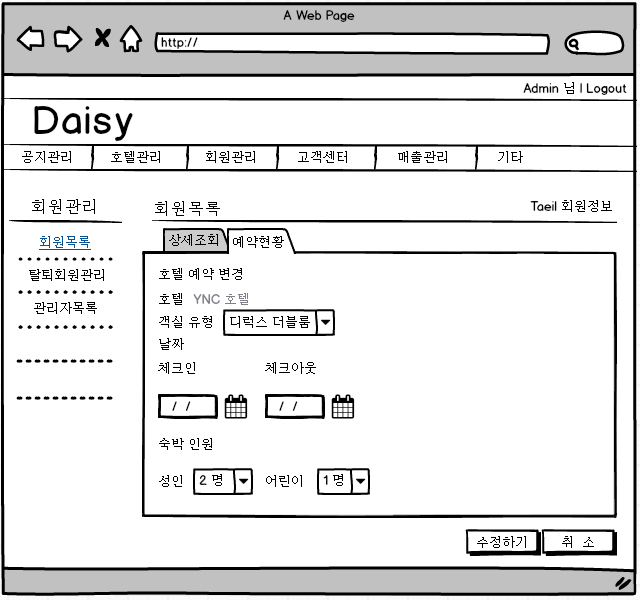 A Web Page
http://
Admin 님 | Logout
Daisy
공지관리 호텔관리 회원관리 고객센터 매출관리 기타
회원관리
회원목록
탈퇴회원관리
관리자목록
회원목록 Taeil 회원정보
상세조회 예약현황
호텔 예약 변경
호텔 YNC 호텔
객실 유형 디럭스 더블룸
날짜
체크인 체크아웃
/ / / /
숙박 인원
성인 2 명 어린이 1 명
수정하기 취 소